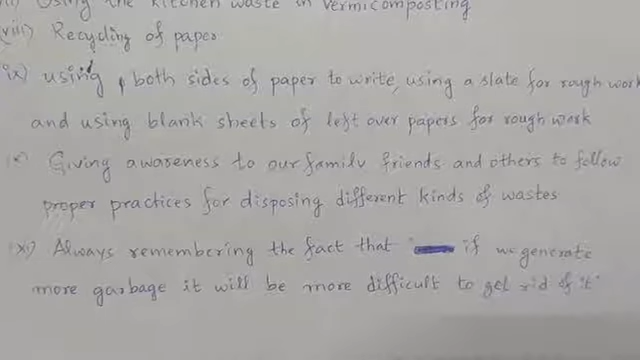 vii) Using the kitchen waste in vermicomposting
(viii) Recycling of paper
ix) using both sides of paper to write, using a slate for rough work
and using blank sheets of left over papers for rough work
x) Giving awareness to our family friends and others to follow
proper practices for disposing different kinds of wastes
xi) Always remembering the fact that " if we generate
more garbage it will be more difficult to get rid of it"